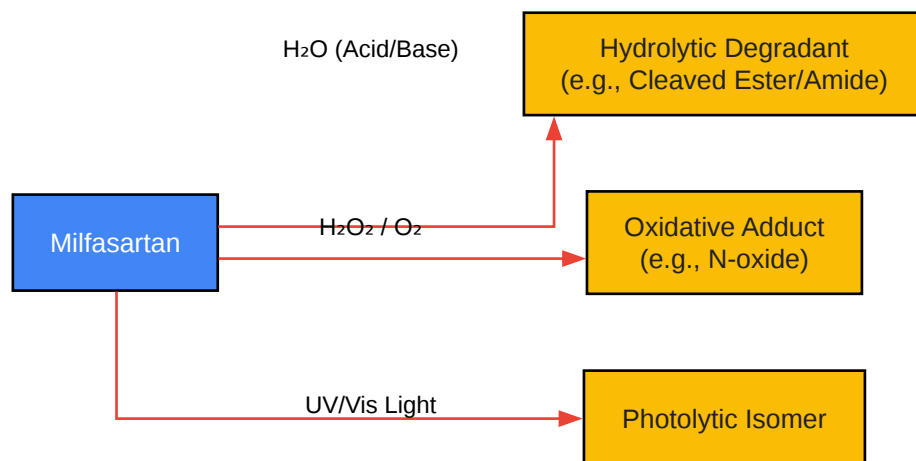 H₂O (Acid/Base)
Hydrolytic Degradant
(e.g., Cleaved Ester/Amide)
Milfasartan
H₂O₂ / O₂
Oxidative Adduct
(e.g., N-oxide)
UV/Vis Light
Photolytic Isomer